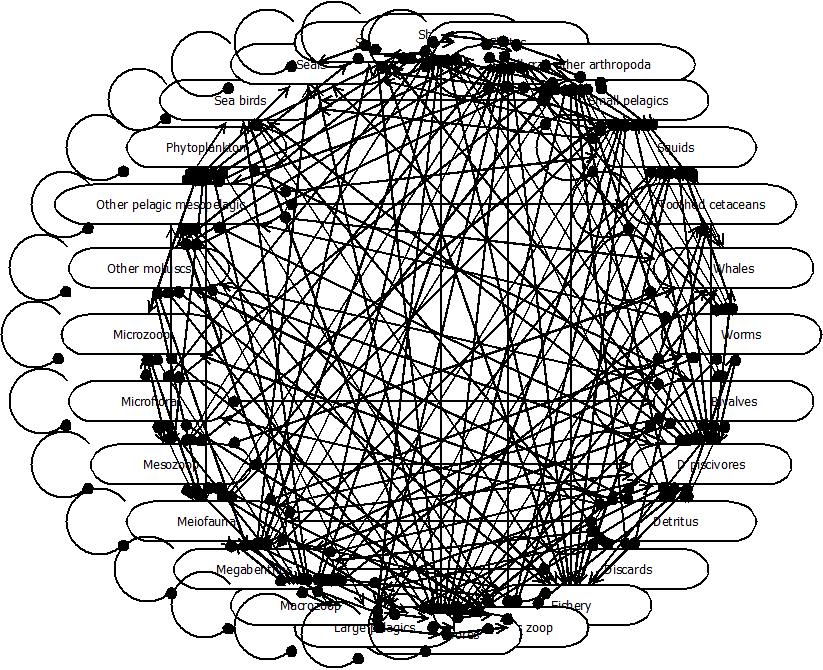 Sh
Seals
other arthropoda
Sea birds
Small pelagics
Phytoplankton
Squids
Other pelagic mesopelagic
Toothed cetaceans
Other molluscs
Whales
Microzoop
Worms
Microflora
Bivalves
Mesozoop
D piscivores
Meiofauna
Detritus
Megabenthos
Discards
Macrozoop
Fishery
Large pelagics
s zoop